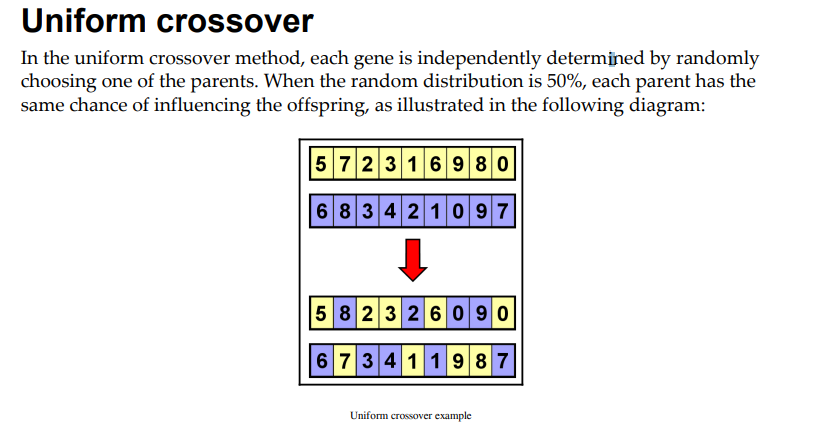 Uniform crossover
In the uniform crossover method, each gene is independently determined by randomly
choosing one of the parents. When the random distribution is 50%, each parent has the
same chance of influencing the offspring, as illustrated in the following diagram:
5 7 2 3 1 6 9 8 0
6 8 3 4 2 1 0 9 7
5 8 2 3 2 6 0 9 0
6 7 3 4 1 1 9 8 7
Uniform crossover example